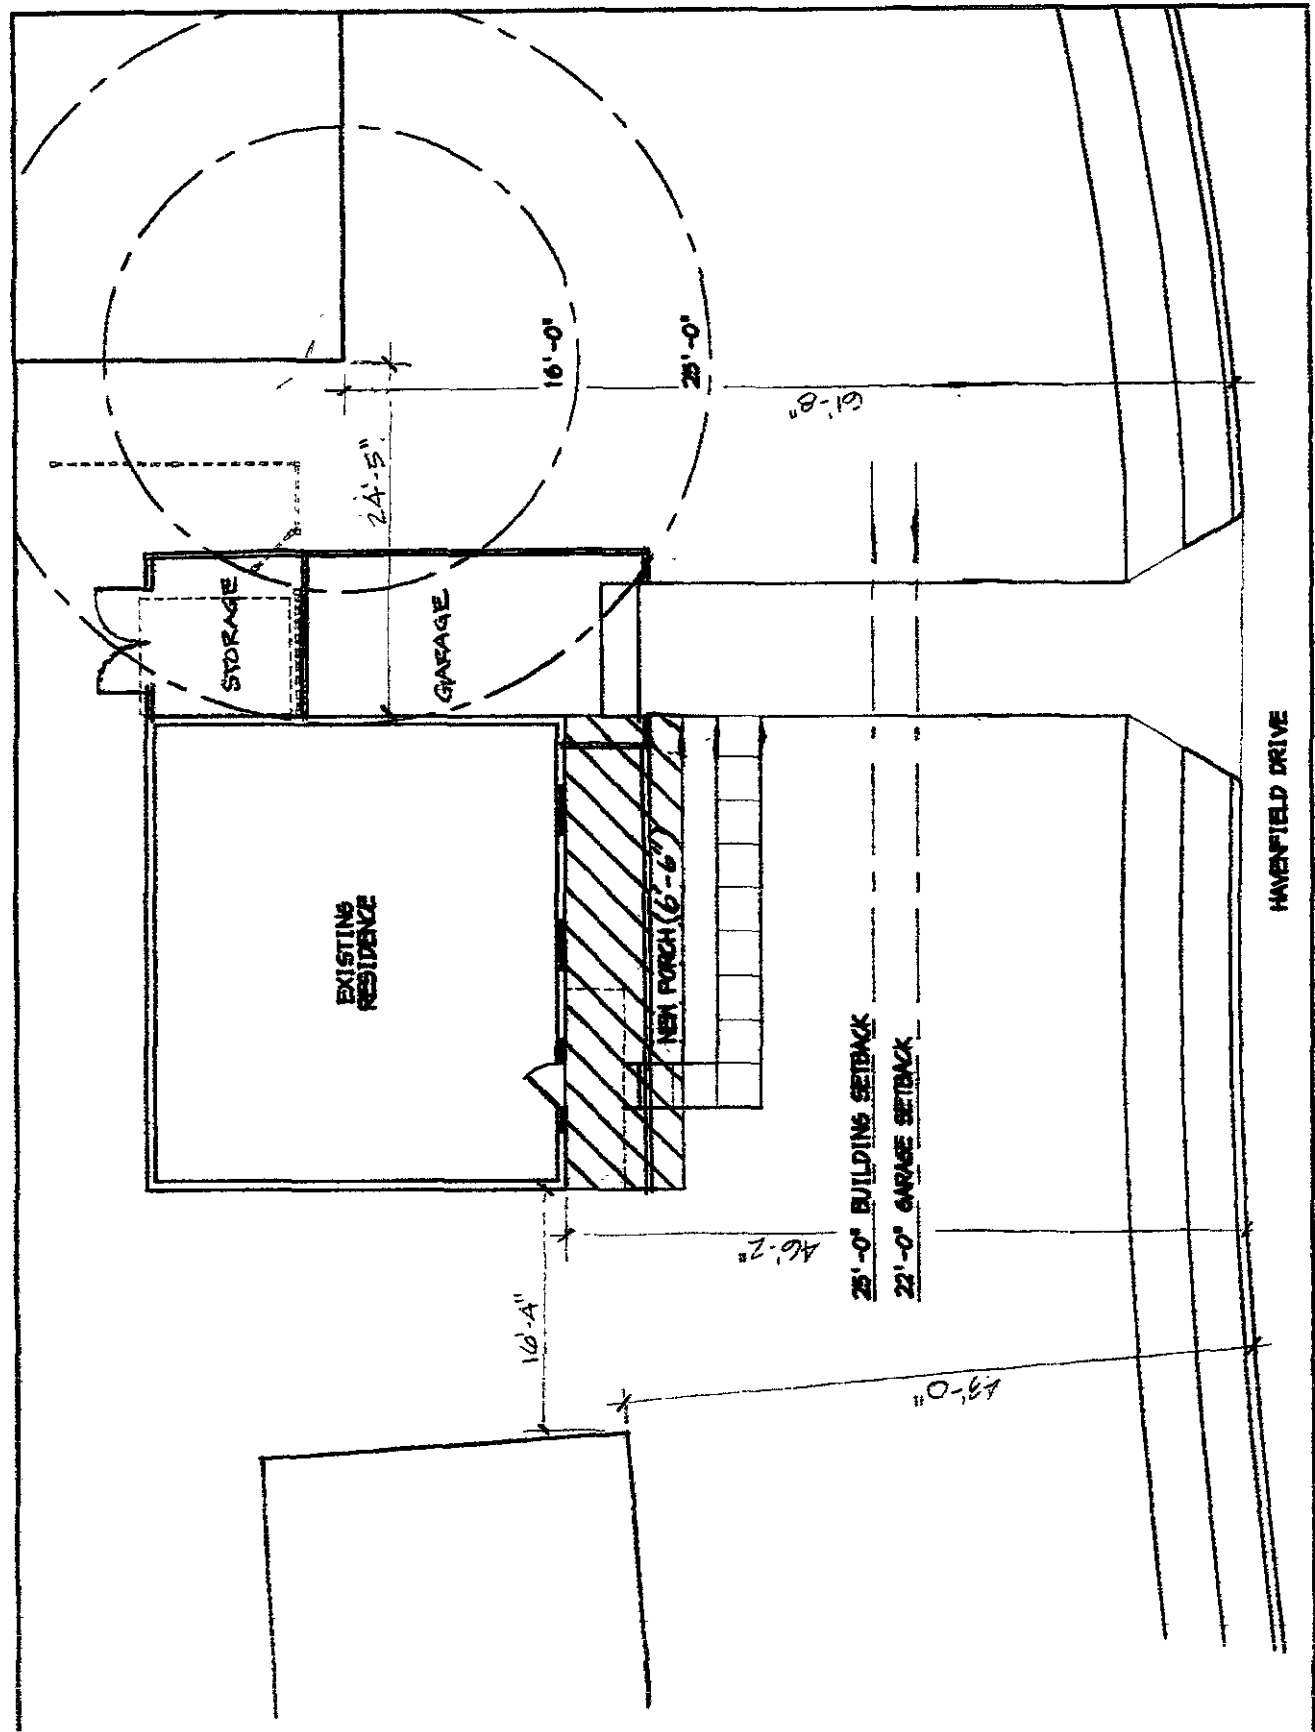 STORAGE
GARAGE
24'-5"
16'-0"
25'-0"
61'-8"
EXISTING
RESIDENCE
NEW PORCH (6'-6")
25'-0" BUILDING SETBACK
22'-0" GARAGE SETBACK
46'-2"
16'-4"
43'-0"
HAVENFIELD DRIVE